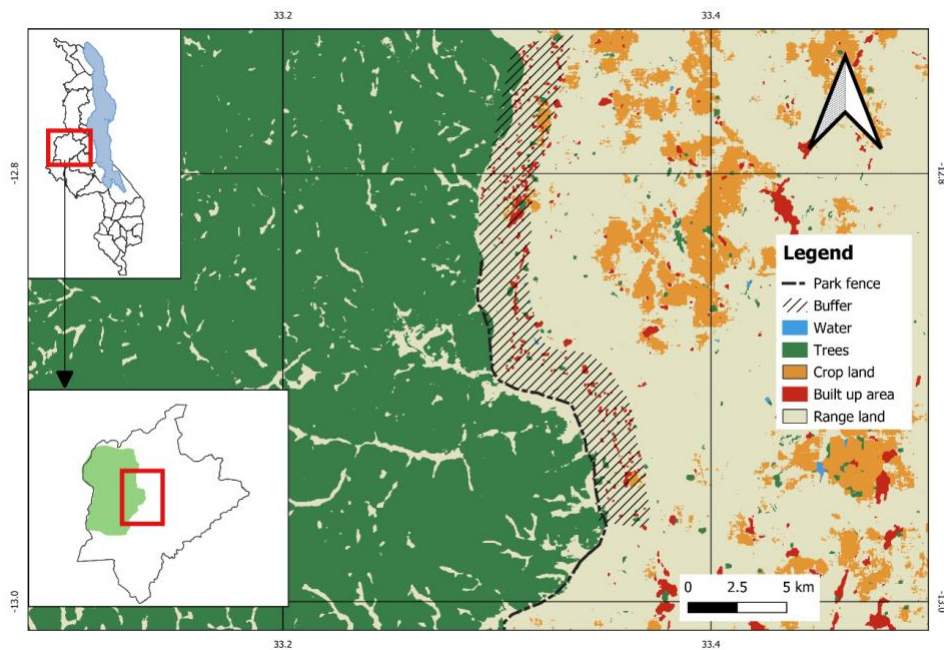 33.2
33.4
-12.8
-12.8
Legend
Park fence
Buffer
Water
Trees
Crop land
Built up area
Range land
0 2.5 5 km
-13.0
-13.0
33.2
33.4